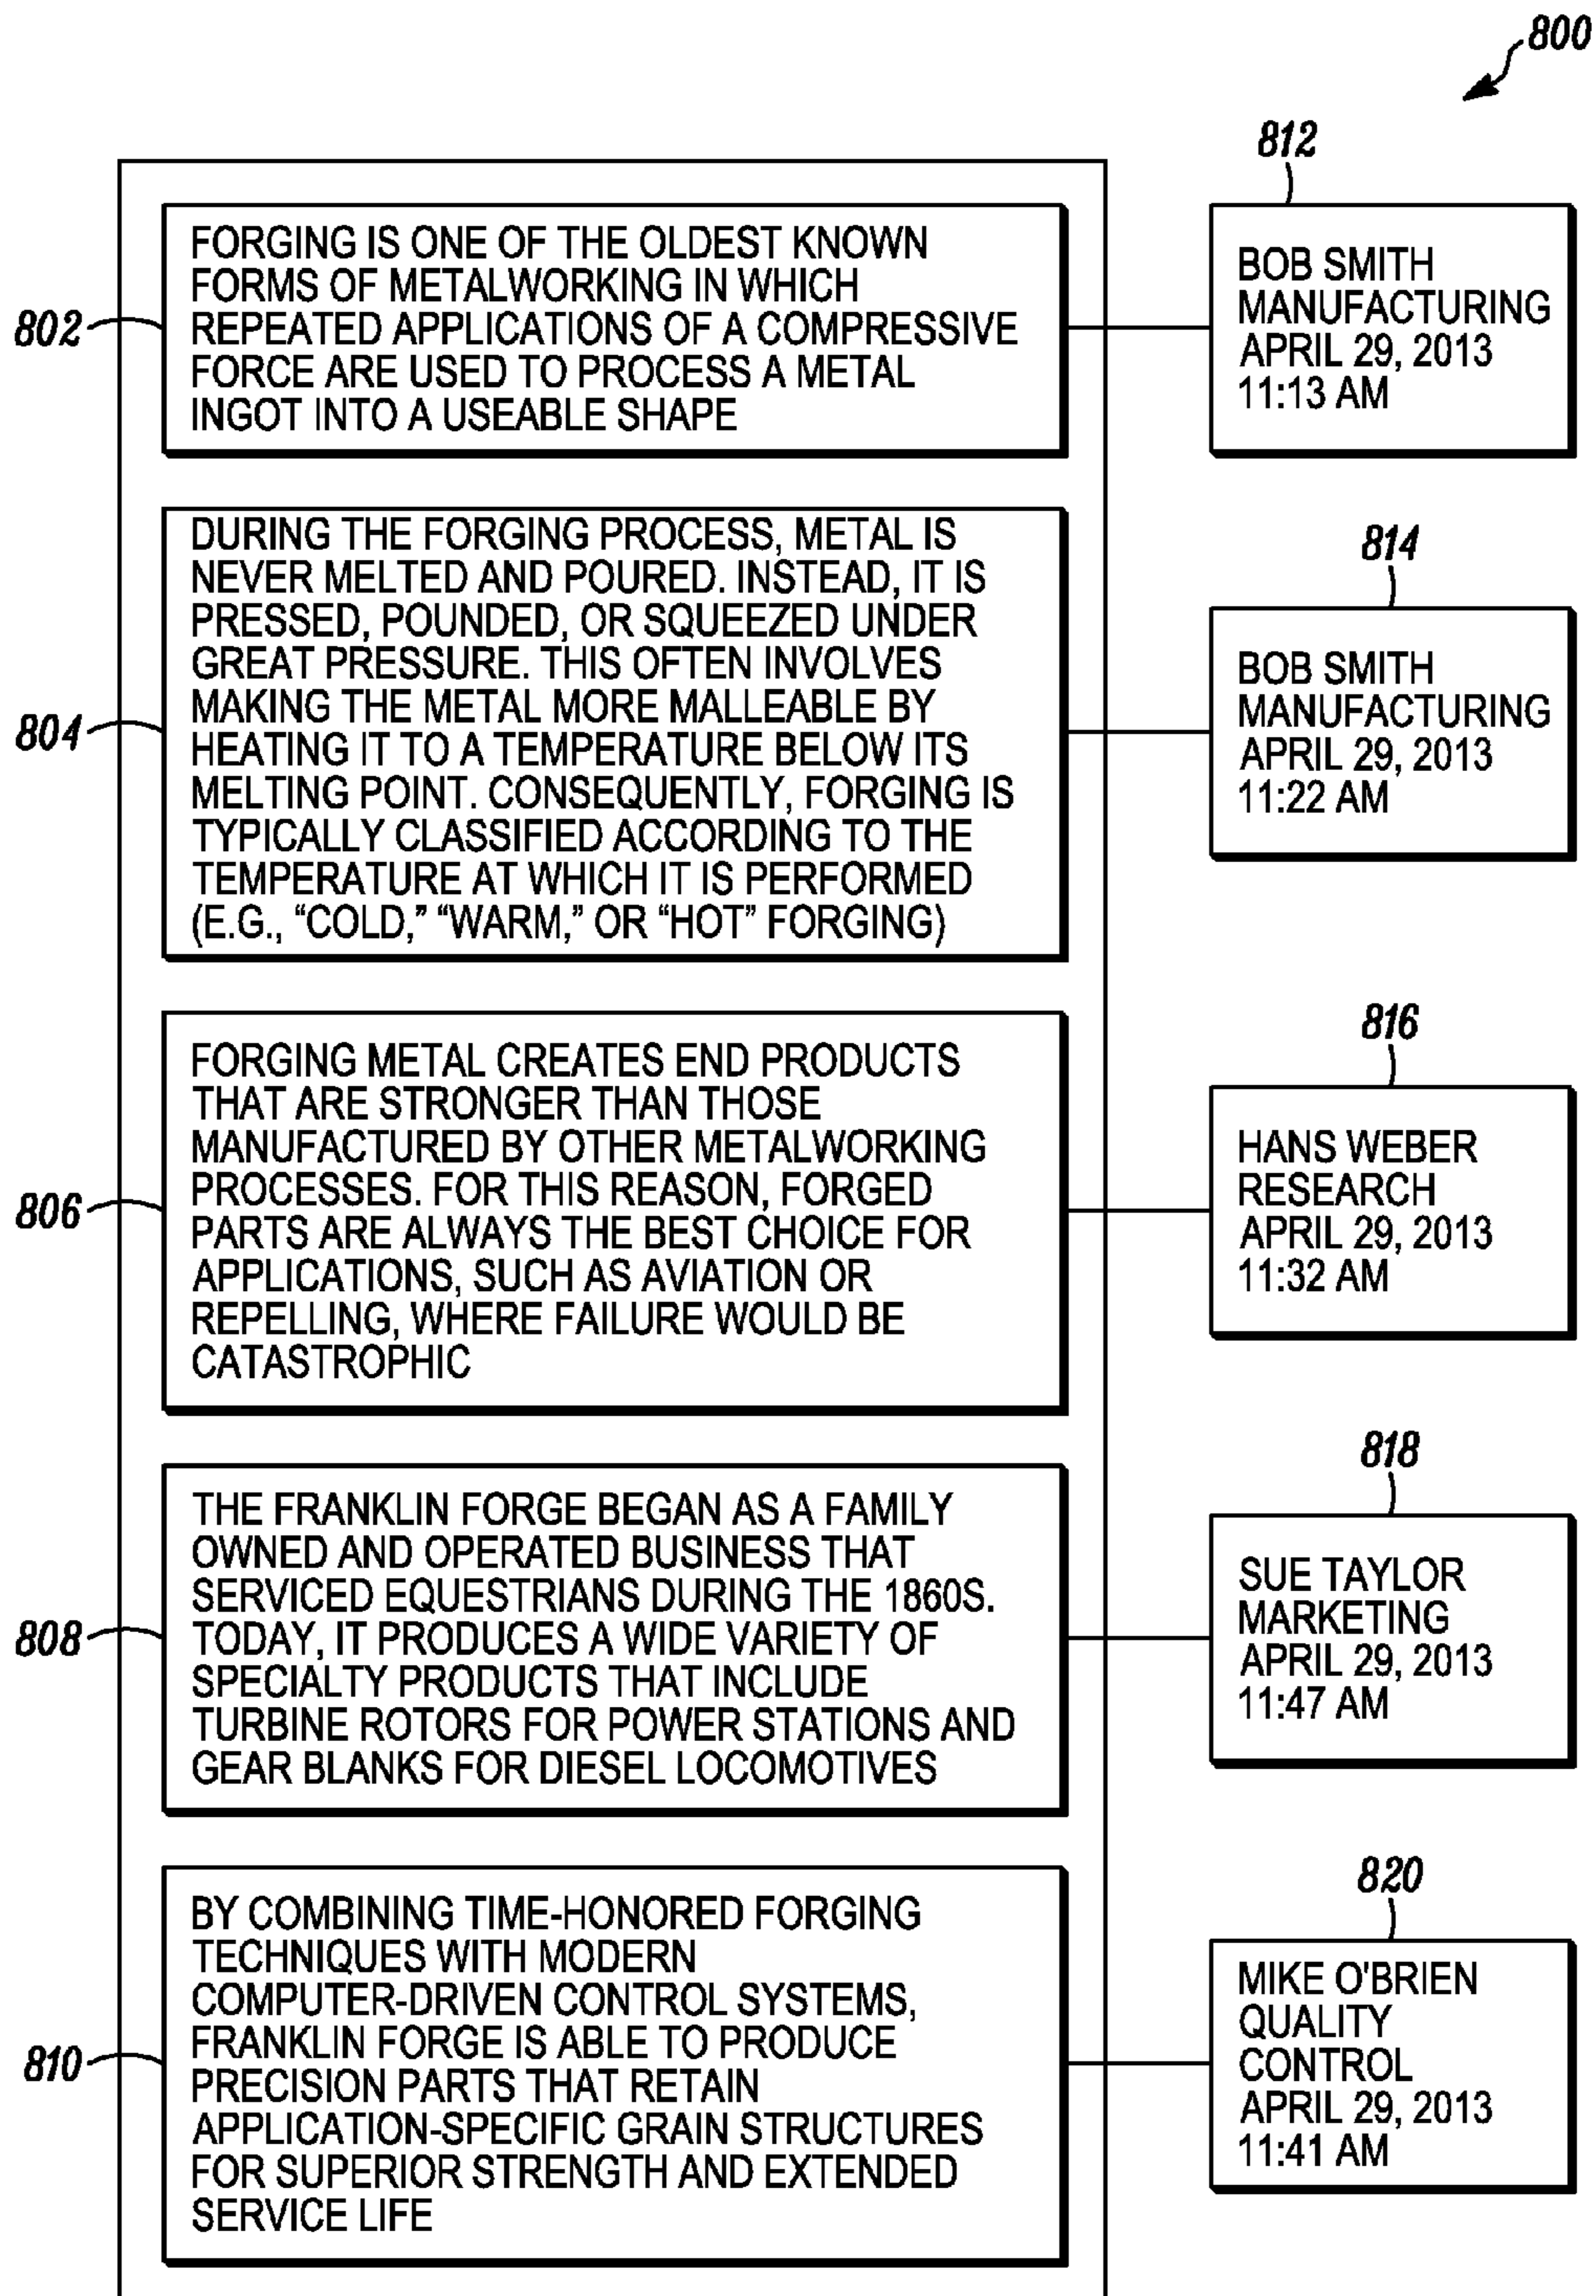 800
812
802
FORGING IS ONE OF THE OLDEST KNOWN
FORMS OF METALWORKING IN WHICH
REPEATED APPLICATIONS OF A COMPRESSIVE
FORCE ARE USED TO PROCESS A METAL
INGOT INTO A USEABLE SHAPE
BOB SMITH
MANUFACTURING
APRIL 29, 2013
11:13 AM
804
DURING THE FORGING PROCESS, METAL IS
NEVER MELTED AND POURED. INSTEAD, IT IS
PRESSED, POUNDED, OR SQUEEZED UNDER
GREAT PRESSURE. THIS OFTEN INVOLVES
MAKING THE METAL MORE MALLEABLE BY
HEATING IT TO A TEMPERATURE BELOW ITS
MELTING POINT. CONSEQUENTLY, FORGING IS
TYPICALLY CLASSIFIED ACCORDING TO THE
TEMPERATURE AT WHICH IT IS PERFORMED
(E.G., “COLD,” “WARM,” OR “HOT” FORGING)
814
BOB SMITH
MANUFACTURING
APRIL 29, 2013
11:22 AM
806
FORGING METAL CREATES END PRODUCTS
THAT ARE STRONGER THAN THOSE
MANUFACTURED BY OTHER METALWORKING
PROCESSES. FOR THIS REASON, FORGED
PARTS ARE ALWAYS THE BEST CHOICE FOR
APPLICATIONS, SUCH AS AVIATION OR
REPELLING, WHERE FAILURE WOULD BE
CATASTROPHIC
816
HANS WEBER
RESEARCH
APRIL 29, 2013
11:32 AM
808
THE FRANKLIN FORGE BEGAN AS A FAMILY
OWNED AND OPERATED BUSINESS THAT
SERVICED EQUESTRIANS DURING THE 1860S.
TODAY, IT PRODUCES A WIDE VARIETY OF
SPECIALTY PRODUCTS THAT INCLUDE
TURBINE ROTORS FOR POWER STATIONS AND
GEAR BLANKS FOR DIESEL LOCOMOTIVES
818
SUE TAYLOR
MARKETING
APRIL 29, 2013
11:47 AM
810
BY COMBINING TIME-HONORED FORGING
TECHNIQUES WITH MODERN
COMPUTER-DRIVEN CONTROL SYSTEMS,
FRANKLIN FORGE IS ABLE TO PRODUCE
PRECISION PARTS THAT RETAIN
APPLICATION-SPECIFIC GRAIN STRUCTURES
FOR SUPERIOR STRENGTH AND EXTENDED
SERVICE LIFE
820
MIKE O'BRIEN
QUALITY
CONTROL
APRIL 29, 2013
11:41 AM